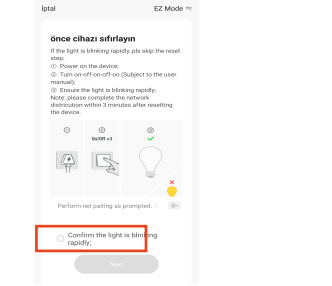 İptal EZ Mode ⇋
önce cihazı sıfırlayın
If the light is blinking rapidly, pls skip the reset
step:
① Power on the device;
② Turn on-off-on-off-on (Subject to the user
manual);
③ Ensure the light is blinking rapidly;
Note: please complete the network
districution within 3 minutes after resetting
the device.
① ② ③
On/Off ×3
Perform net pairing as prompted. ›
Confirm the light is blinking
rapidly;
Next